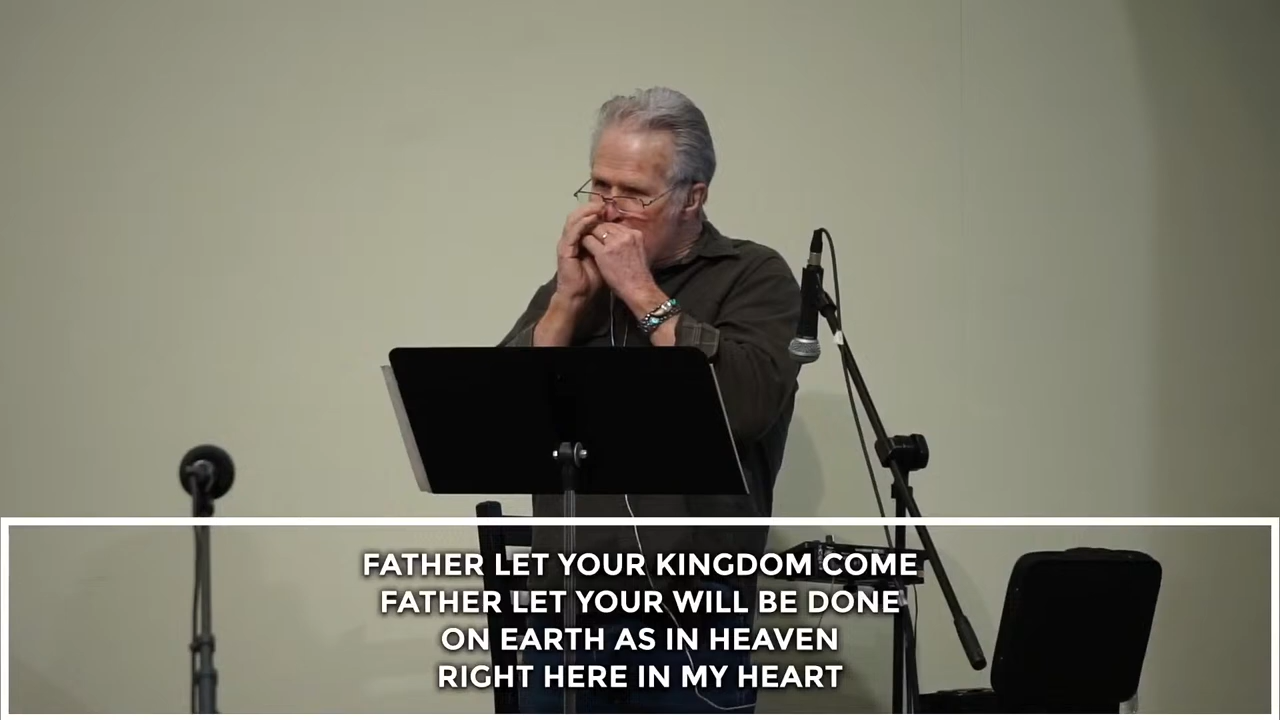 FATHER LET YOUR KINGDOM COME
FATHER LET YOUR WILL BE DONE
ON EARTH AS IN HEAVEN
RIGHT HERE IN MY HEART